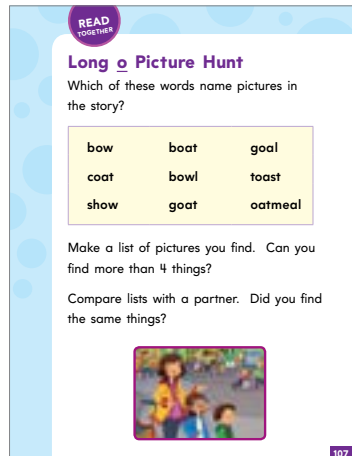 READ
TOGETHER
Long o Picture Hunt
Which of these words name pictures in
the story?
bow boat goal
coat bowl toast
show goat oatmeal
Make a list of pictures you find. Can you
find more than 4 things?
Compare lists with a partner. Did you find
the same things?
107